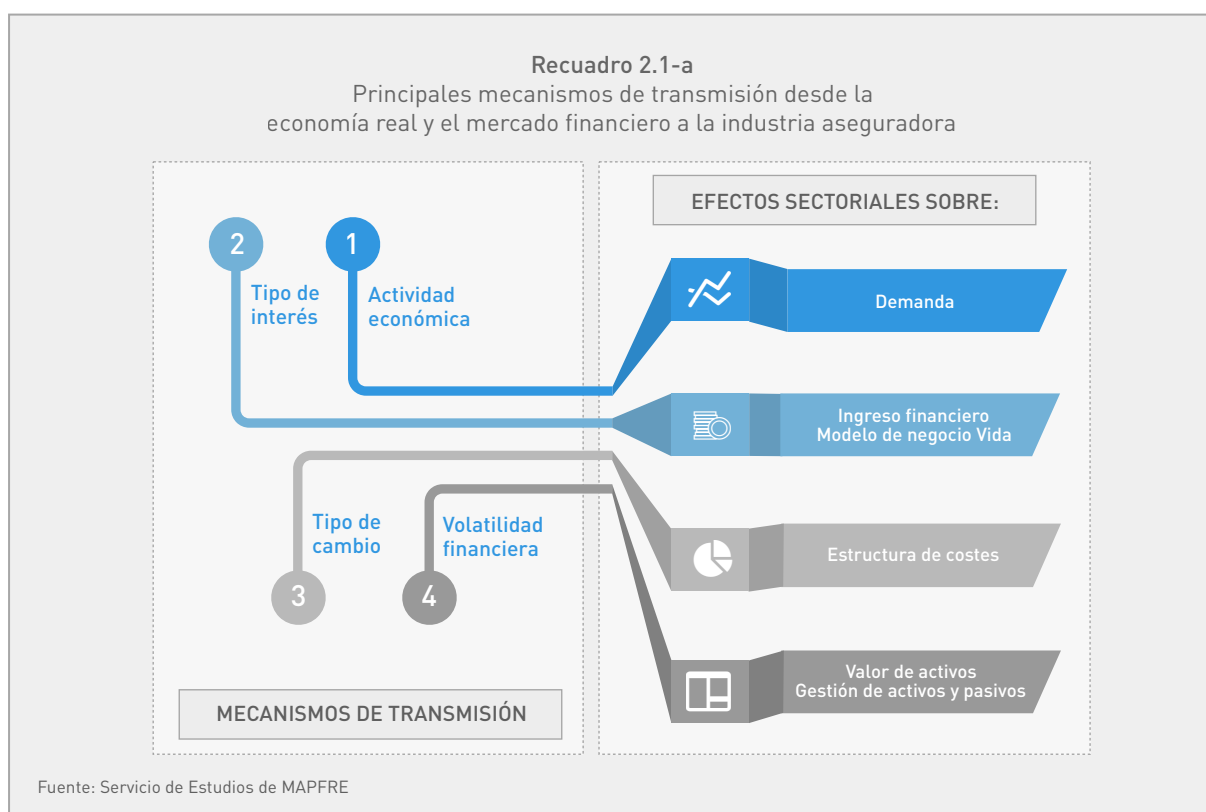 Recuadro 2.1-a
Principales mecanismos de transmisión desde la
economía real y el mercado financiero a la industria aseguradora
2
1
Tipo de
interés
Actividad
económica
Tipo de
cambio
Volatilidad
financiera
3
4
MECANISMOS DE TRANSMISIÓN
EFECTOS SECTORIALES SOBRE:
Demanda
Ingreso financiero
Modelo de negocio Vida
Estructura de costes
Valor de activos
Gestión de activos y pasivos
Fuente: Servicio de Estudios de MAPFRE